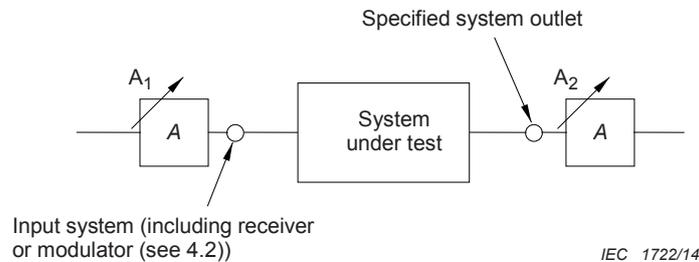 Specified system outlet
A1
A2
A
System
under test
A
Input system (including receiver
or modulator (see 4.2))
IEC 1722/14